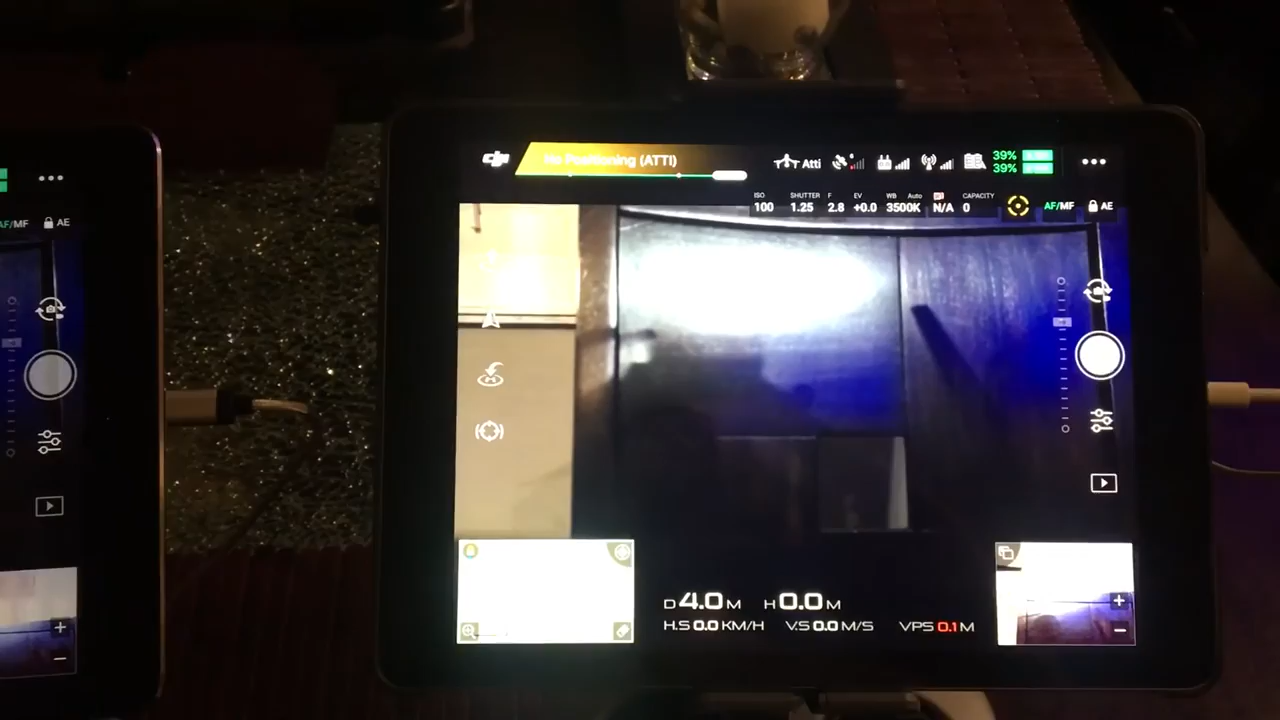 dji
No Positioning (ATTI)
Atti
39%
39%
ISO
100
SHUTTER
1.25
F
2.8
EV
+0.0
WB Auto
3500K
N/A
CAPACITY
0
AF/MF
AE
AF/MF
AE
D 4.0 M H 0.0 M
H.S 0.0 KM/H V.S 0.0 M/S VPS 0.1 M